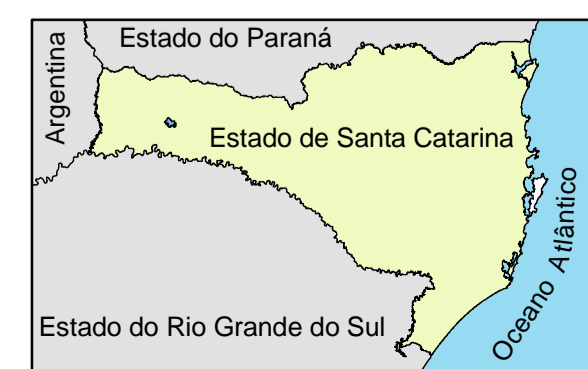 Estado do Paraná
Argentina
Estado de Santa Catarina
Oceano Atlântico
Estado do Rio Grande do Sul